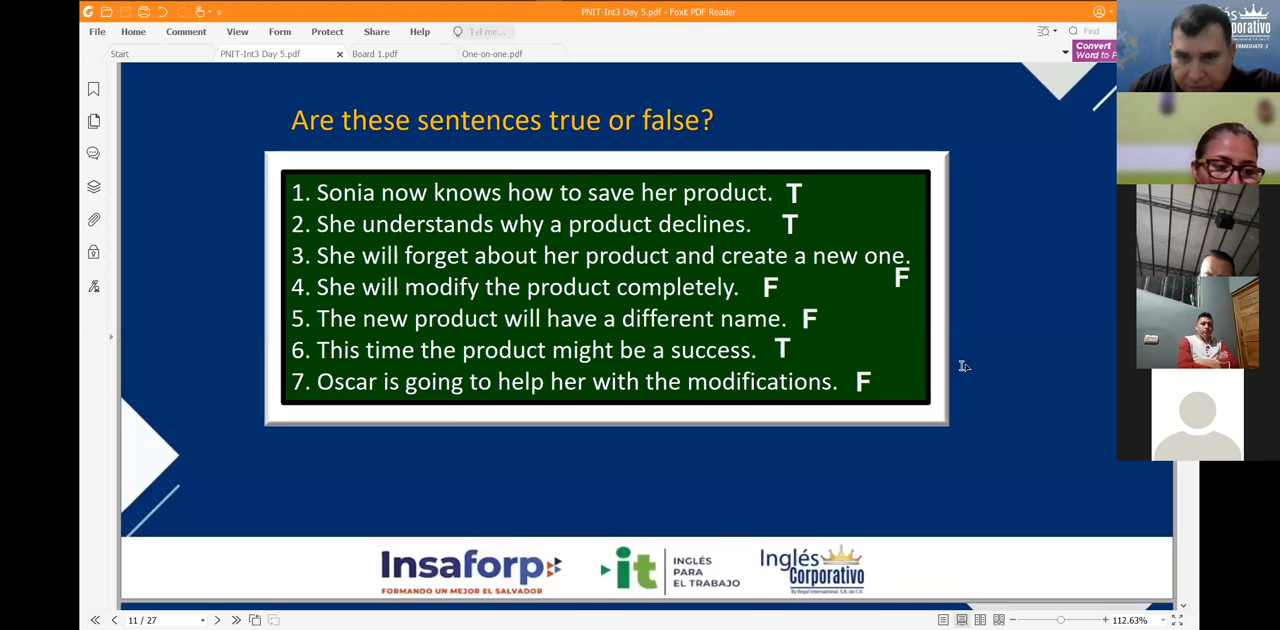 PNIT-Int3 Day 5.pdf - Foxit PDF Reader
File Home Comment View Form Protect Share Help Tell me... Find
Start PNIT-Int3 Day 5.pdf Board 1.pdf One-on-one.pdf
Convert
Word to P
Are these sentences true or false?
1. Sonia now knows how to save her product. T
2. She understands why a product declines. T
3. She will forget about her product and create a new one.
F
4. She will modify the product completely. F
5. The new product will have a different name. F
6. This time the product might be a success. T
7. Oscar is going to help her with the modifications. F
Insaforp
FORMANDO UN MEJOR EL SALVADOR
it
INGLÉS
PARA
EL TRABAJO
Inglés
Corporativo
By Regal International, S.A. de C.V.
11 / 27
112.63%